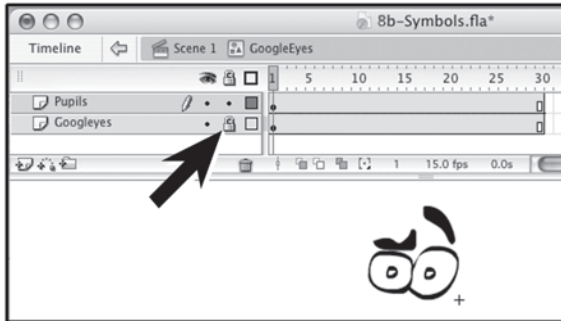 8b-Symbols.fla*
Timeline Scene 1 GoogleEyes
1 5 10 15 20 25 30
Pupils
Googleyes
1 15.0 fps 0.0s